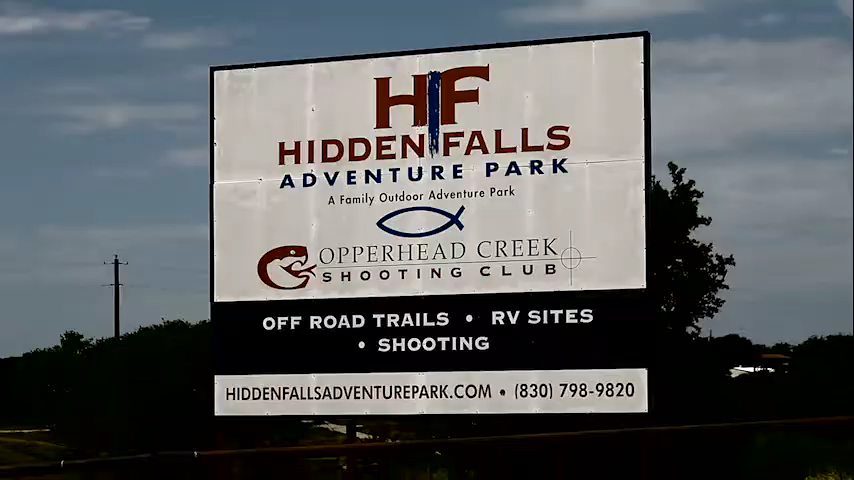 HF
HIDDEN FALLS
ADVENTURE PARK
A Family Outdoor Adventure Park
COPPERHEAD CREEK
SHOOTING CLUB
OFF ROAD TRAILS • RV SITES
• SHOOTING
HIDDENFALLSADVENTUREPARK.COM • (830) 798-9820